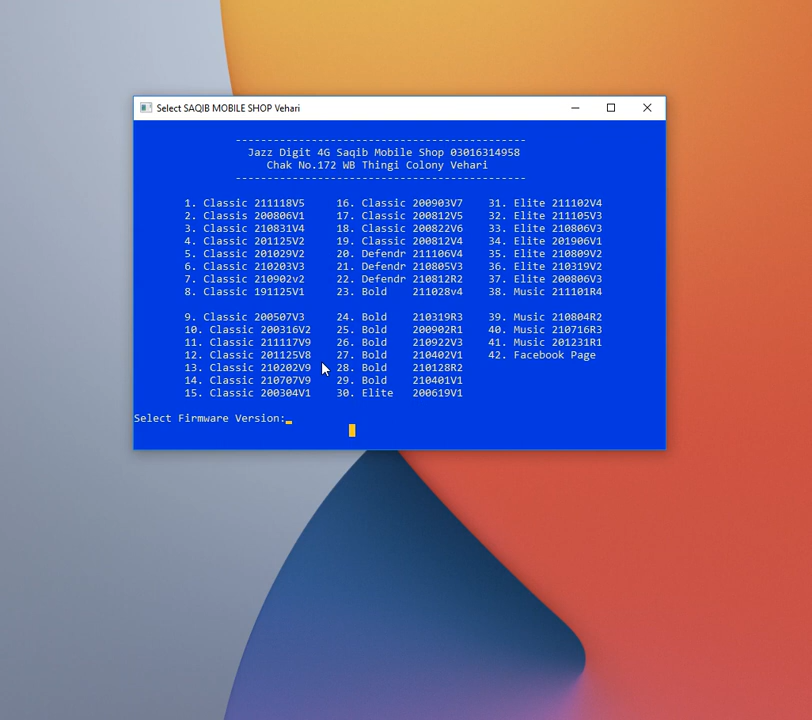 Select SAQIB MOBILE SHOP Vehari
----------------------------------------------
Jazz Digit 4G Saqib Mobile Shop 03016314958
Chak No.172 WB Thingi Colony Vehari
----------------------------------------------
1. Classic 211118V5 16. Classic 200903V7 31. Elite 211102V4
2. Classis 200806V1 17. Classic 200812V5 32. Elite 211105V3
3. Classic 210831V4 18. Classic 200822V6 33. Elite 210806V3
4. Classic 201125V2 19. Classic 200812V4 34. Elite 201906V1
5. Classic 201029V2 20. Defendr 211106V4 35. Elite 210809V2
6. Classic 210203V3 21. Defendr 210805V3 36. Elite 210319V2
7. Classic 210902v2 22. Defendr 210812R2 37. Elite 200806V3
8. Classic 191125V1 23. Bold 211028v4 38. Music 211101R4
9. Classic 200507V3 24. Bold 210319R3 39. Music 210804R2
10. Classic 200316V2 25. Bold 200902R1 40. Music 210716R3
11. Classic 211117V9 26. Bold 210922V3 41. Music 201231R1
12. Classic 201125V8 27. Bold 210402V1 42. Facebook Page
13. Classic 210202V9 28. Bold 210128R2
14. Classic 210707V9 29. Bold 210401V1
15. Classic 200304V1 30. Elite 200619V1
Select Firmware Version: